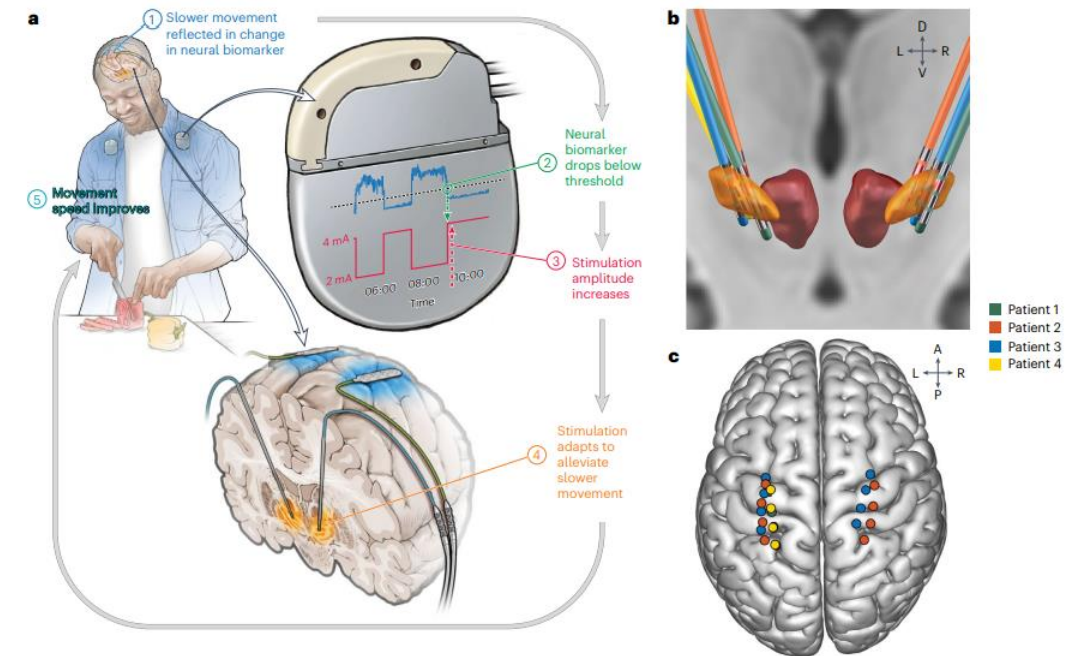 a
1 Slower movement
reflected in change
in neural biomarker
2 Neural
biomarker
drops below
threshold
4 mA
2 mA
06:00 08:00 10:00
Time
3 Stimulation
amplitude
increases
4 Stimulation
adapts to
alleviate
slower
movement
5 Movement
speed improves
b
D
L R
V
Patient 1
Patient 2
Patient 3
Patient 4
c
A
L R
P